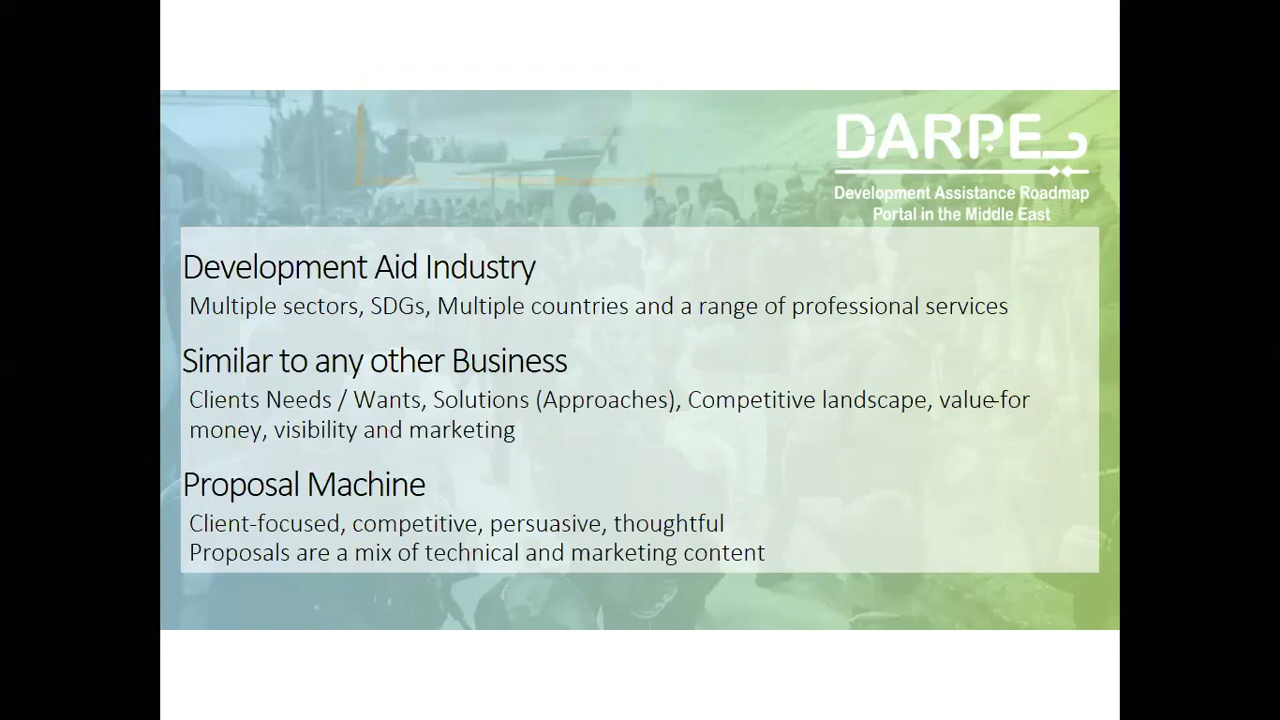 DARPE
Development Assistance Roadmap
Portal in the Middle East
Development Aid Industry
Multiple sectors, SDGs, Multiple countries and a range of professional services
Similar to any other Business
Clients Needs / Wants, Solutions (Approaches), Competitive landscape, value-for
money, visibility and marketing
Proposal Machine
Client-focused, competitive, persuasive, thoughtful
Proposals are a mix of technical and marketing content